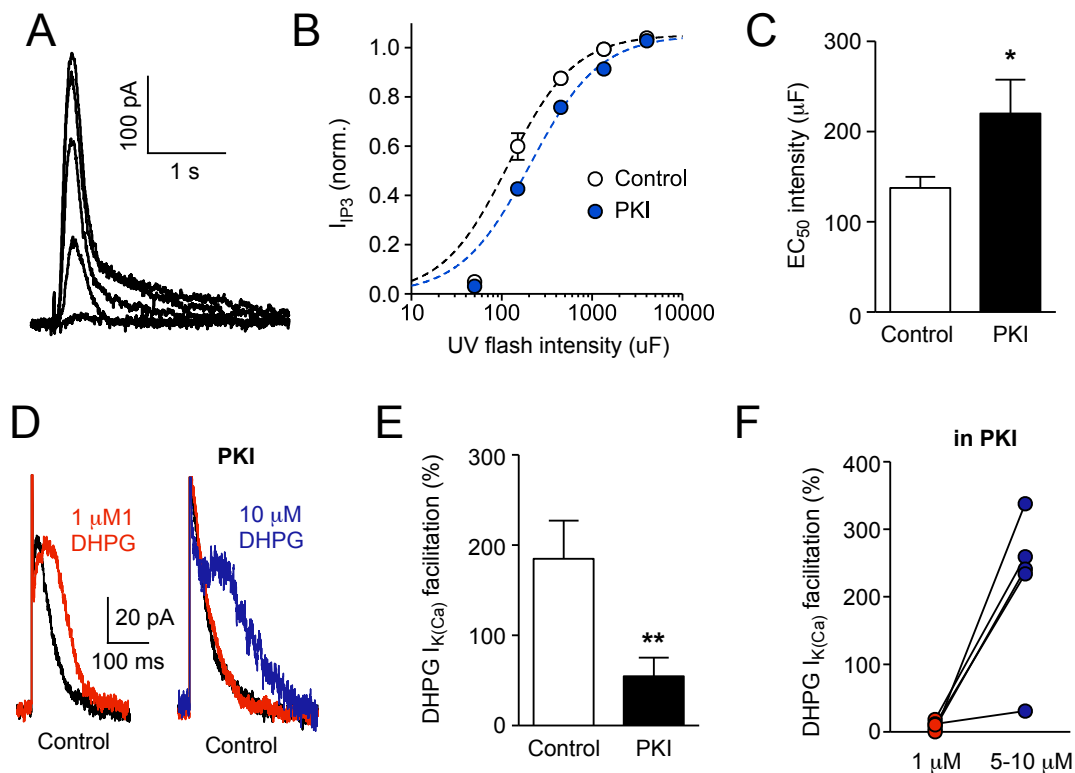 A
100 pA
1 s
B
I_IP3 (norm.)
1.0
0.8
0.6
0.4
0.2
0.0
10
100
1000
10000
UV flash intensity (uF)
Control
PKI
C
EC50 intensity (μF)
300
200
100
0
*
Control
PKI
D
PKI
1 μM1
DHPG
10 μM
DHPG
20 pA
100 ms
Control
Control
E
DHPG IK(Ca) facilitation (%)
300
200
100
0
**
Control
PKI
F
in PKI
DHPG IK(Ca) facilitation (%)
400
300
200
100
0
1 μM
5-10 μM